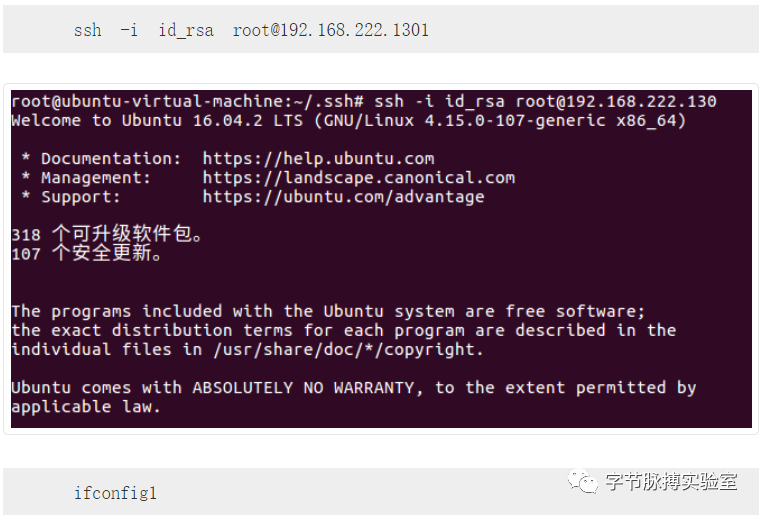 ssh -i id_rsa root@192.168.222.1301
root@ubuntu-virtual-machine:~/.ssh# ssh -i id_rsa root@192.168.222.130
Welcome to Ubuntu 16.04.2 LTS (GNU/Linux 4.15.0-107-generic x86_64)
* Documentation: https://help.ubuntu.com
* Management: https://landscape.canonical.com
* Support: https://ubuntu.com/advantage
318 个可升级软件包。
107 个安全更新。
The programs included with the Ubuntu system are free software;
the exact distribution terms for each program are described in the
individual files in /usr/share/doc/*/copyright.
Ubuntu comes with ABSOLUTELY NO WARRANTY, to the extent permitted by
applicable law.
字节脉搏实验室
ifconfig1